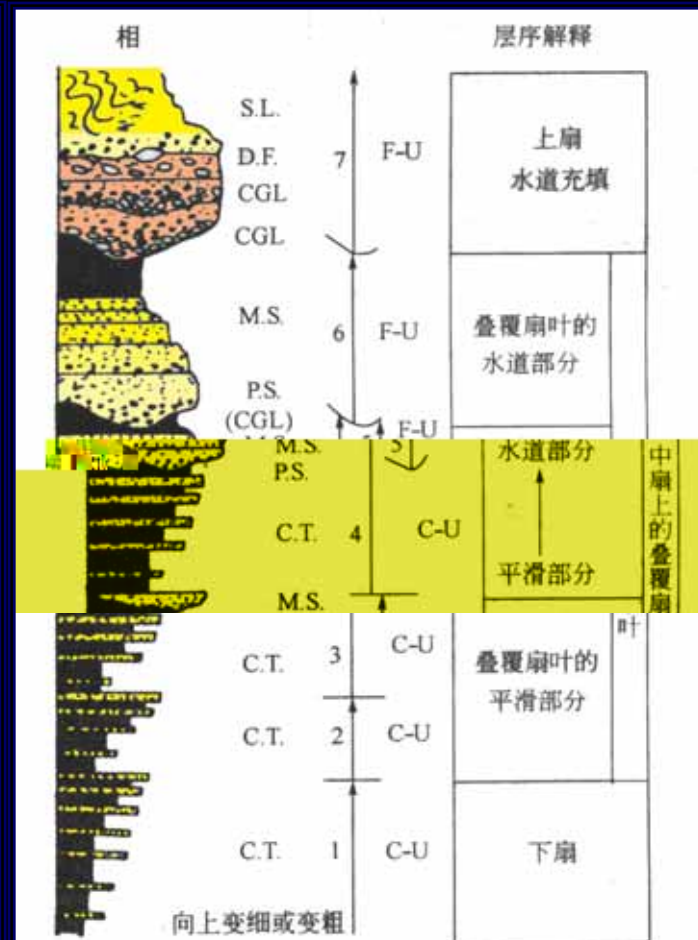 相 层序解释
S.L.
D.F. 7 F-U 上扇
水道充填
CGL
CGL
M.S. 6 F-U 叠覆扇叶的
水道部分
P.S.
(CGL) F-U
M.S. 5 水道部分
P.S.
C.T. 4 C-U
平滑部分
M.S.
中扇上的叠覆扇
叶
C.T. 3 C-U 叠覆扇叶的
平滑部分
C.T. 2 C-U
C.T. 1 C-U 下扇
向上变细或变粗